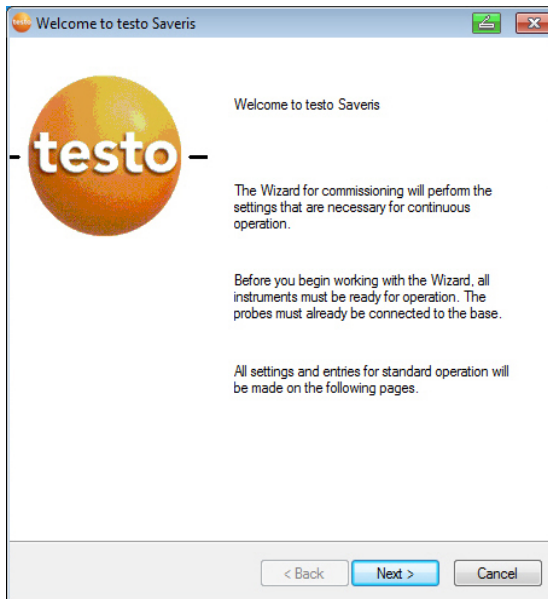 Welcome to testo Saveris
testo
Welcome to testo Saveris
The Wizard for commissioning will perform the
settings that are necessary for continuous
operation.
Before you begin working with the Wizard, all
instruments must be ready for operation. The
probes must already be connected to the base.
All settings and entries for standard operation will
be made on the following pages.
< Back
Next >
Cancel